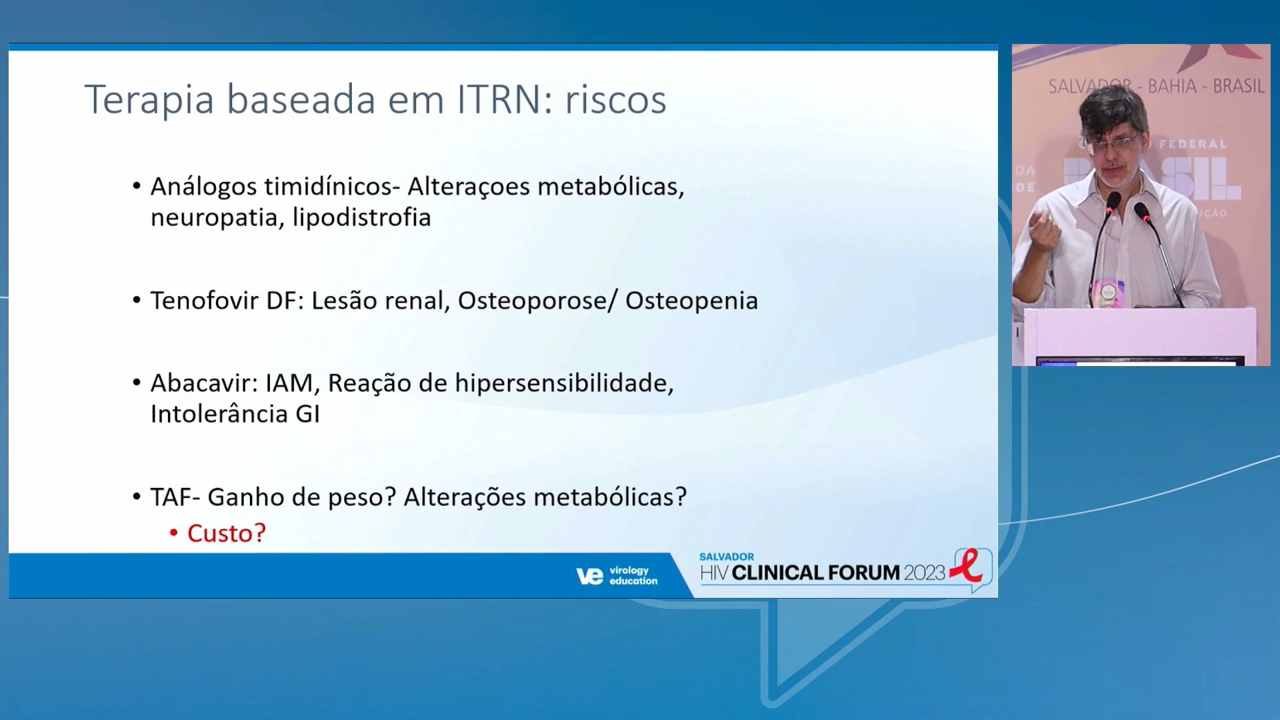 Terapia baseada em ITRN: riscos
• Análogos timidínicos- Alteraçoes metabólicas,
neuropatia, lipodistrofia
• Tenofovir DF: Lesão renal, Osteoporose/ Osteopenia
• Abacavir: IAM, Reação de hipersensibilidade,
Intolerância GI
• TAF- Ganho de peso? Alterações metabólicas?
• Custo?
ve virology
education
SALVADOR
HIV CLINICAL FORUM 2023
SALVADOR - BAHIA - BRASIL
FEDERAL